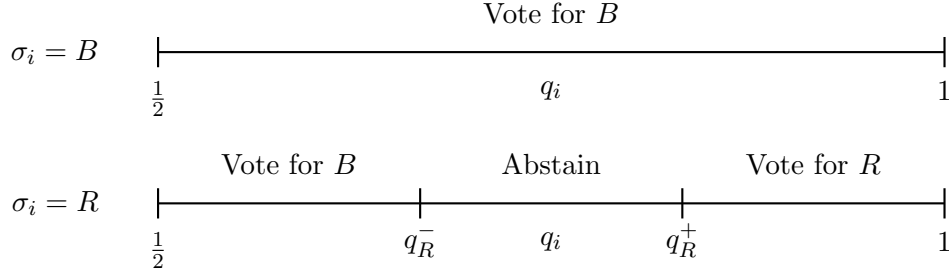 Vote for B
σ_i = B
1/2 q_i 1
Vote for B Abstain Vote for R
σ_i = R
1/2 q_R^- q_i q_R^+ 1